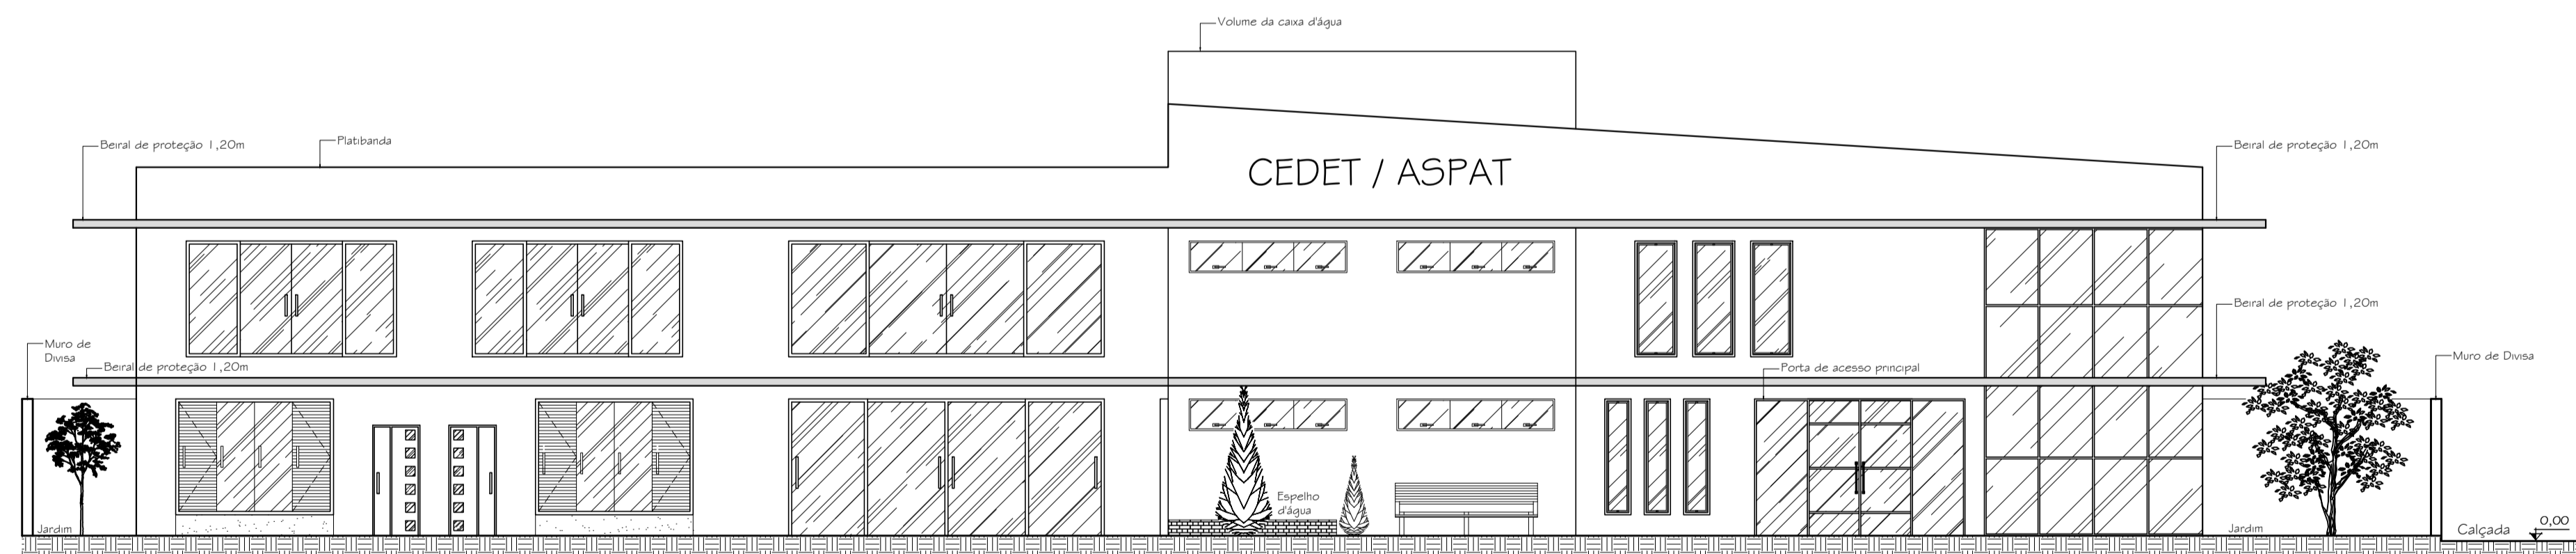 Volume da caixa d'água
Beiral de proteção 1,20m
Platibanda
Beiral de proteção 1,20m
CEDET / ASPAT
Beiral de proteção 1,20m
Muro de
Divisa
Muro de Divisa
Beiral de proteção 1,20m
Porta de acesso principal
Espelho
d'água
Jardim
Jardim
Calçada
0,00